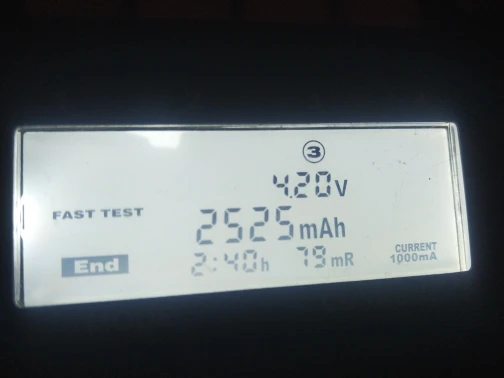 3
4.20V
FAST TEST
2525mAh
End 2:40h 79mR
CURRENT
1000mA